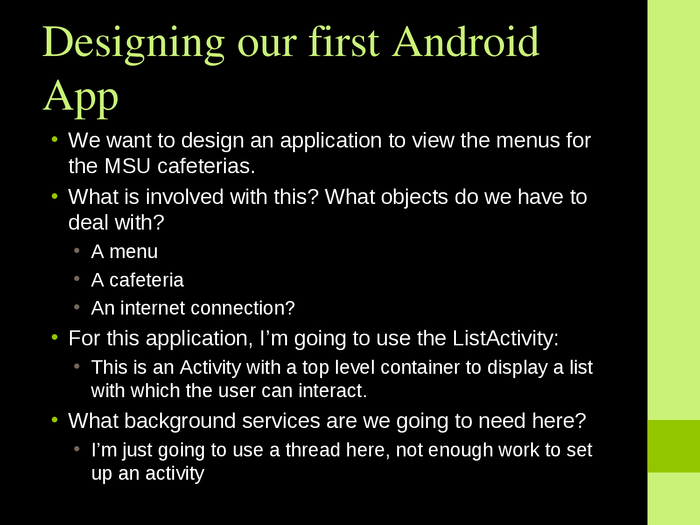 Designing our first Android
App
• We want to design an application to view the menus for
the MSU cafeterias.
• What is involved with this? What objects do we have to
deal with?
• A menu
• A cafeteria
• An internet connection?
• For this application, I’m going to use the ListActivity:
• This is an Activity with a top level container to display a list
with which the user can interact.
• What background services are we going to need here?
• I’m just going to use a thread here, not enough work to set
up an activity